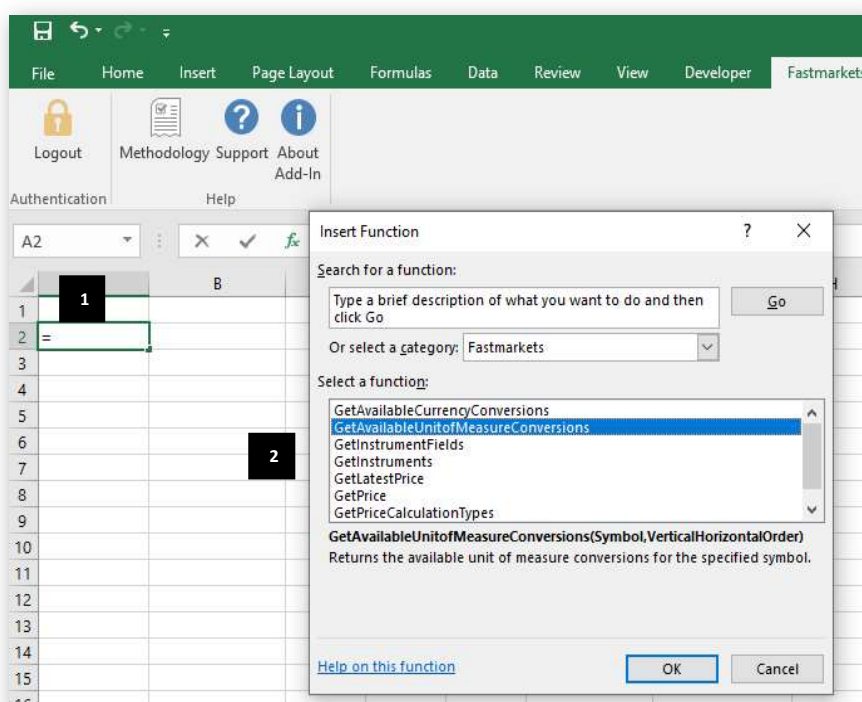 File Home Insert Page Layout Formulas Data Review View Developer Fastmarkets
Logout Methodology Support About Add-In
Authentication Help
A2 fx Insert Function ?
Search for a function:
Type a brief description of what you want to do and then
click Go
Go
Or select a category: Fastmarkets
Select a function:
GetAvailableCurrencyConversions
GetAvailableUnitofMeasureConversions
GetInstrumentFields
GetInstruments
GetLatestPrice
GetPrice
GetPriceCalculationTypes
GetAvailableUnitofMeasureConversions(Symbol,VerticalHorizontalOrder)
Returns the available unit of measure conversions for the specified symbol.
Help on this function OK Cancel
B
1
2
1
2 =
3
4
5
6
7
8
9
10
11
12
13
14
15